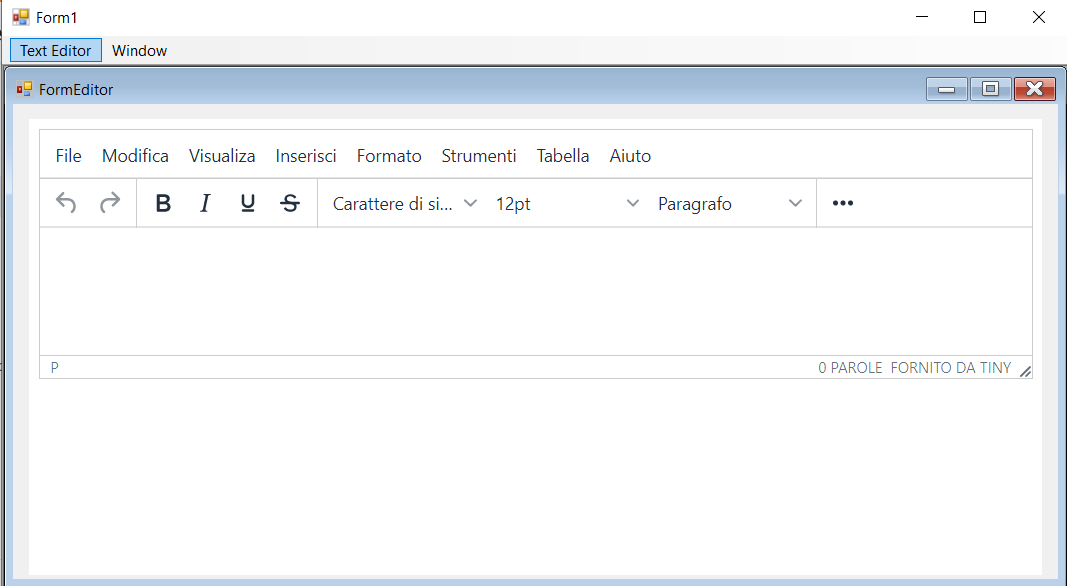 Form1
Text Editor Window
FormEditor
File Modifica Visualizza Inserisci Formato Strumenti Tabella Aiuto
B I U S Carattere di si... 12pt Paragrafo
P 0 PAROLE FORNITO DA TINY